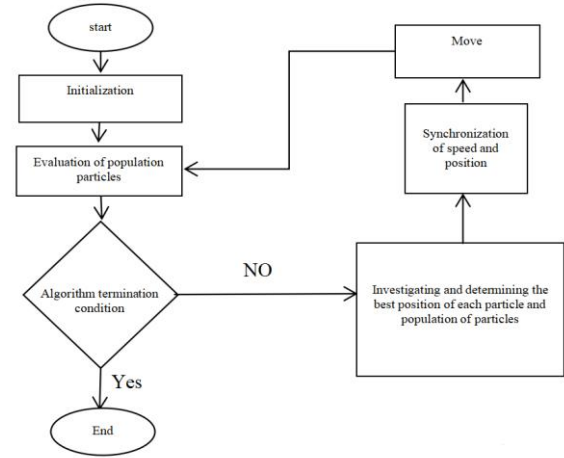 start
Initialization
Evaluation of population
particles
Algorithm termination
condition
Yes
End
NO
Investigating and determining the
best position of each particle and
population of particles
Synchronization
of speed and
position
Move